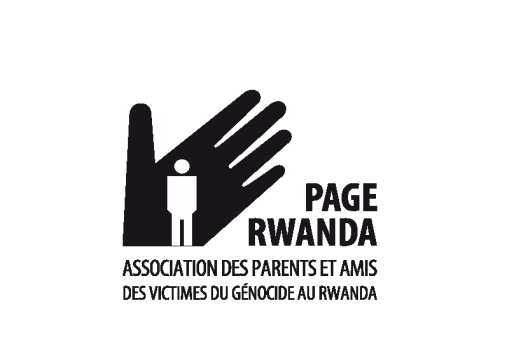 PAGE
RWANDA
ASSOCIATION DES PARENTS ET AMIS
DES VICTIMES DU GÉNOCIDE AU RWANDA